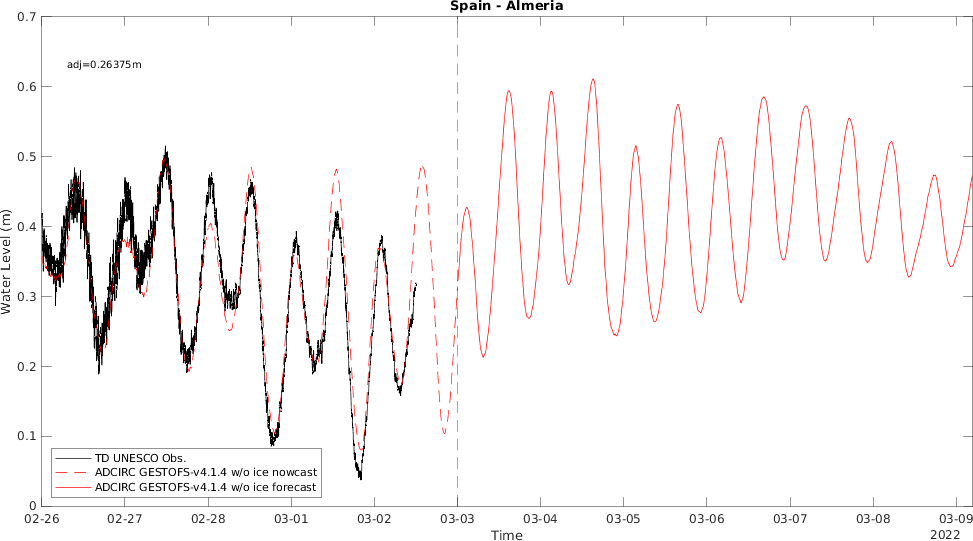 Spain - Almeria
0.7
adj=0.26375m
0.6
0.5
0.4
0.3
0.2
0.1
0
Water Level (m)
TD UNESCO Obs.
ADCIRC GESTOFS-v4.1.4 w/o ice nowcast
ADCIRC GESTOFS-v4.1.4 w/o ice forecast
02-26 02-27 02-28 03-01 03-02 03-03 03-04 03-05 03-06 03-07 03-08 03-09
Time
2022